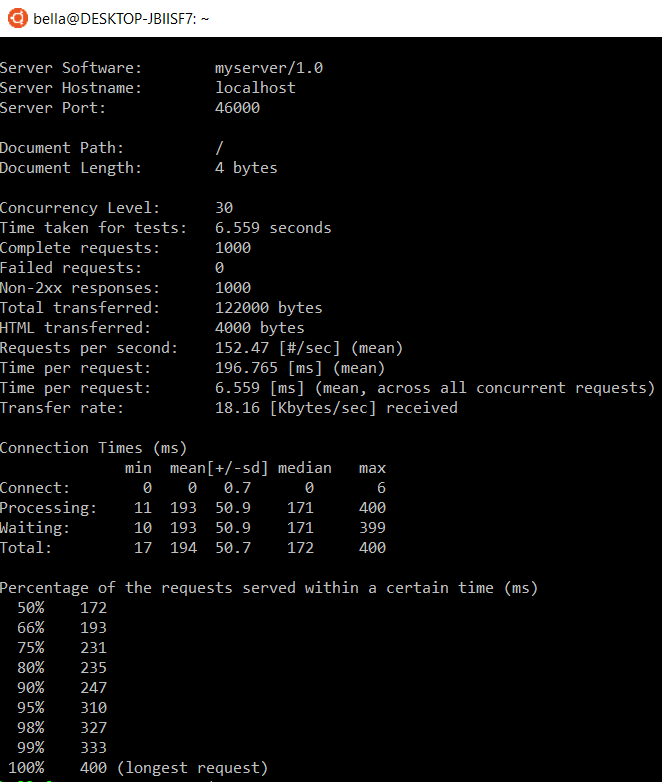 bella@DESKTOP-JBIISF7: ~
Server Software: myserver/1.0
Server Hostname: localhost
Server Port: 46000
Document Path: /
Document Length: 4 bytes
Concurrency Level: 30
Time taken for tests: 6.559 seconds
Complete requests: 1000
Failed requests: 0
Non-2xx responses: 1000
Total transferred: 122000 bytes
HTML transferred: 4000 bytes
Requests per second: 152.47 [#/sec] (mean)
Time per request: 196.765 [ms] (mean)
Time per request: 6.559 [ms] (mean, across all concurrent requests)
Transfer rate: 18.16 [Kbytes/sec] received
Connection Times (ms)
min mean[+/-sd] median max
Connect: 0 0 0.7 0 6
Processing: 11 193 50.9 171 400
Waiting: 10 193 50.9 171 399
Total: 17 194 50.7 172 400
Percentage of the requests served within a certain time (ms)
50% 172
66% 193
75% 231
80% 235
90% 247
95% 310
98% 327
99% 333
100% 400 (longest request)